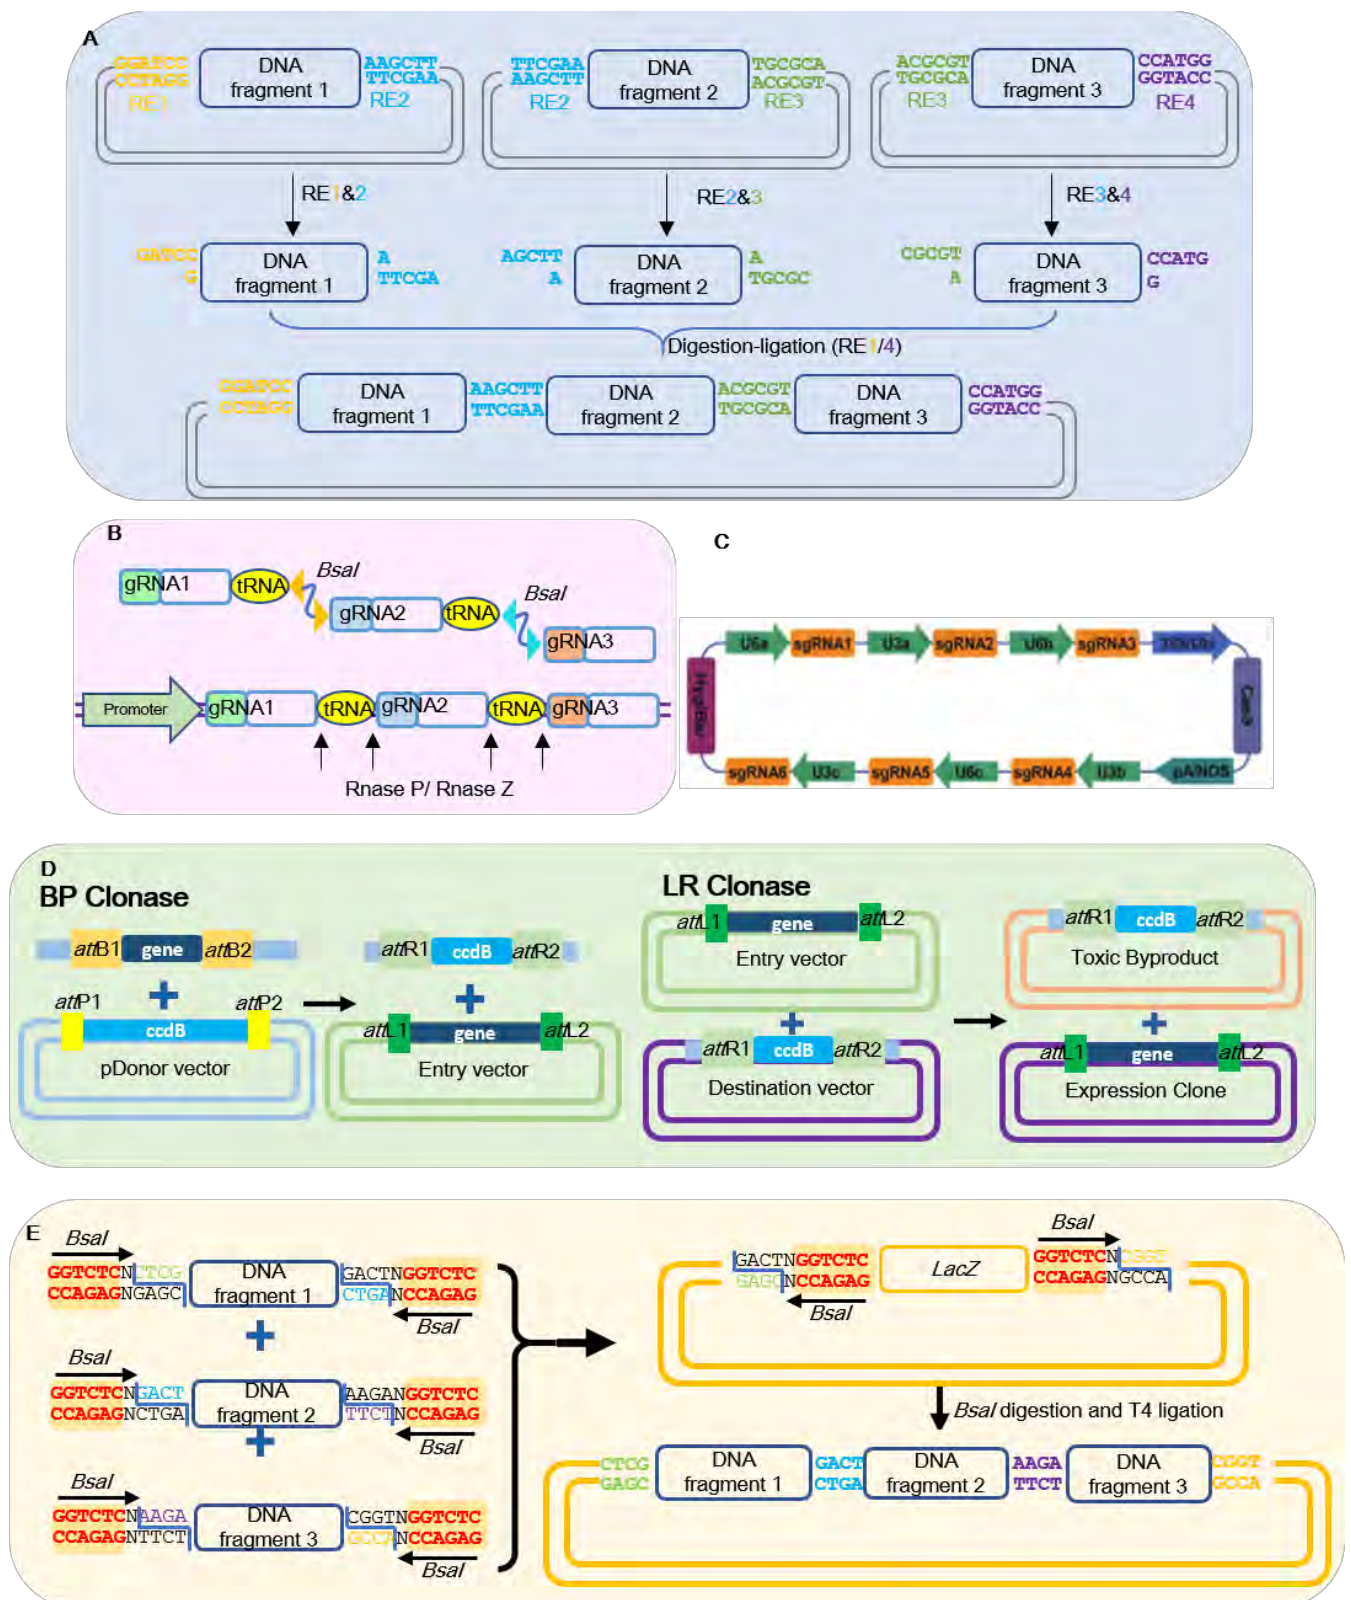 A
GGATCC
CCTAGG
RE1
DNA
fragment 1
AAGCTT
TTCGAA
RE2
TTCGAA
AAGCTT
RE2
DNA
fragment 2
TGCGCA
ACGCGT
RE3
ACGCGT
TGCGCA
RE3
DNA
fragment 3
CCATGG
GGTACC
RE4
RE1&2
RE2&3
RE3&4
GATCC
G
DNA
fragment 1
A
TTCGA
AGCTT
A
DNA
fragment 2
A
TGCGC
CGCGT
A
DNA
fragment 3
CCATG
G
Digestion-ligation (RE1/4)
GGATCC
CCTAGG
DNA
fragment 1
AAGCTT
TTCGAA
DNA
fragment 2
ACGCGT
TGCGCA
DNA
fragment 3
CCATGG
GGTACC
B
gRNA1
tRNA
BsaI
gRNA2
tRNA
BsaI
gRNA3
Promoter
gRNA1
tRNA
gRNA2
tRNA
gRNA3
Rnase P/ Rnase Z
C
U6a
sgRNA1
U3a
sgRNA2
U6b
sgRNA3
Cas9
sgRNA6
U3c
sgRNA5
U6c
sgRNA4
U3b
D
BP Clonase
attB1
gene
attB2
attP1
attP2
ccdB
pDonor vector
attR1
ccdB
attR2
attL1
gene
attL2
Entry vector
LR Clonase
attL1
gene
attL2
Entry vector
attR1
ccdB
attR2
Destination vector
attR1
ccdB
attR2
Toxic Byproduct
attL1
gene
attL2
Expression Clone
E
BsaI
GGTCTCNCTCG
CCAGAGNGAGC
DNA
fragment 1
GACTNGGTCTC
CTGANCCAGAG
BsaI
BsaI
GGTCTCNGACT
CCAGAGNCTGA
DNA
fragment 2
AAGANGGTCTC
TTCTNCCAGAG
BsaI
BsaI
GGTCTCNAAGA
CCAGAGNTTCT
DNA
fragment 3
CGGTNGGTCTC
GCCANCCAGAG
BsaI
GACTNGGTCTC
GAGCNCCAGAG
BsaI
LacZ
BsaI
GGTCTCNCGGC
CCAGAGNGCCA
BsaI digestion and T4 ligation
CTCG
GAGC
DNA
fragment 1
GACT
CTGA
DNA
fragment 2
AAGA
TTCT
DNA
fragment 3
CGGT
GCCA